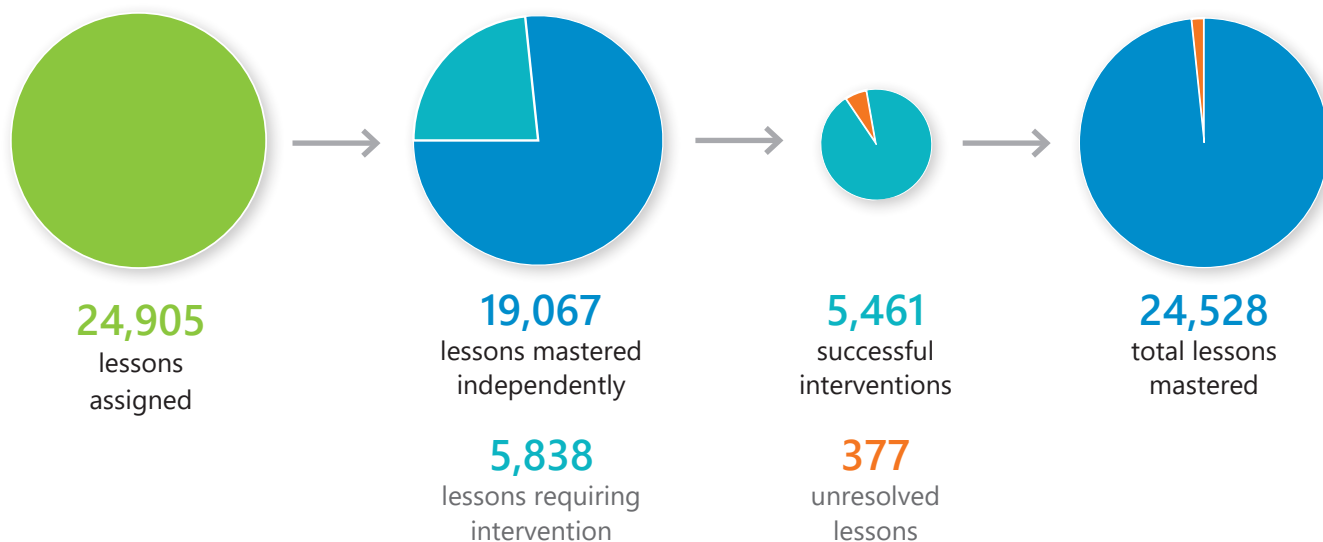 24,905
lessons
assigned
19,067
lessons mastered
independently
5,838
lessons requiring
intervention
5,461
successful
interventions
377
unresolved
lessons
24,528
total lessons
mastered